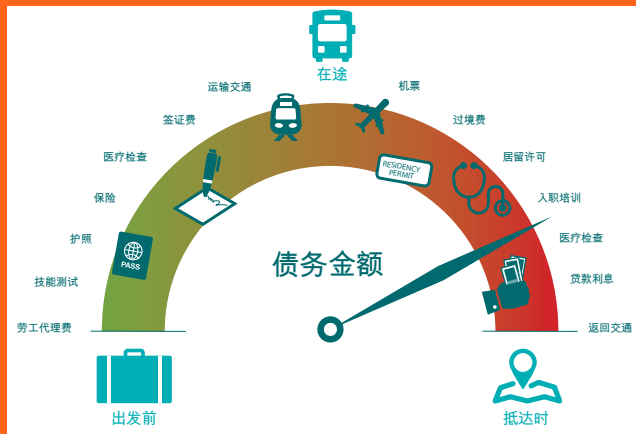 在途
运输交通
机票
签证费
过境费
医疗检查
居留许可
RESIDENCY
PERMIT
保险
入职培训
护照
PASS
医疗检查
债务金额
技能测试
贷款利息
劳工代理费
返回交通
出发前
抵达时